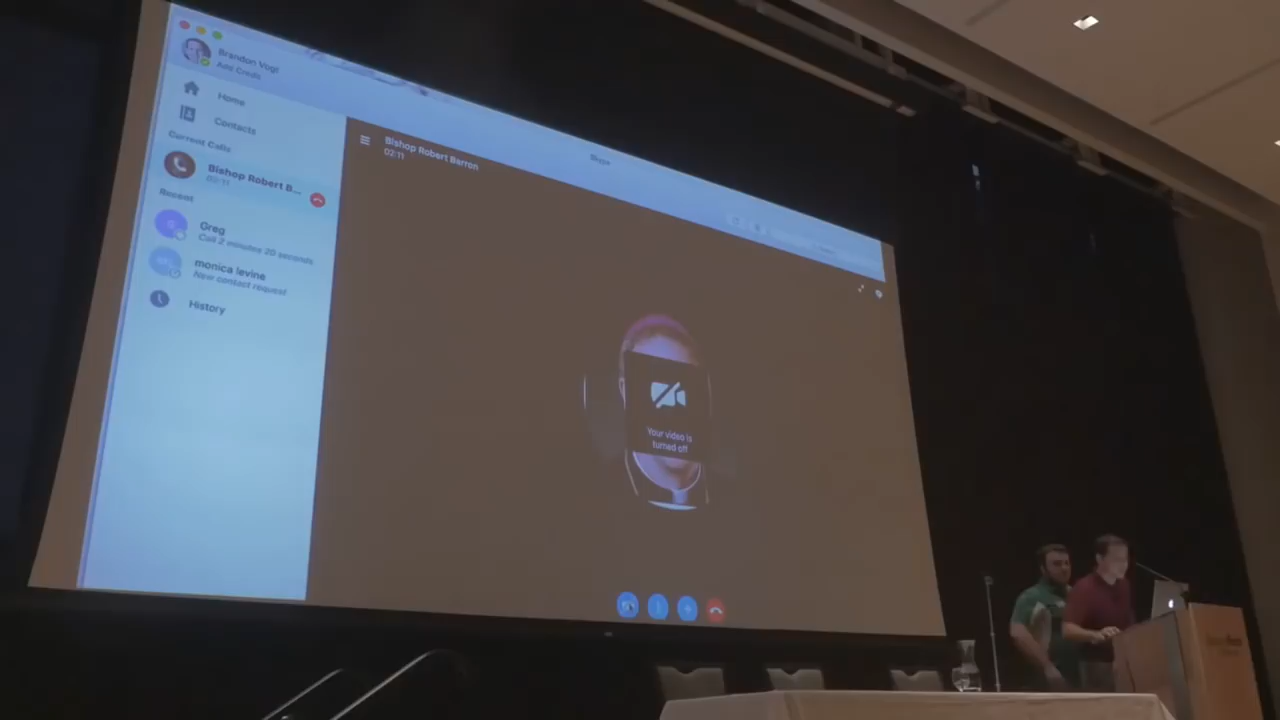 Brandon Vogt
Add Credit
Home
Contacts
Current Calls
Bishop Robert B...
02:11
Recent
Greg
Call 2 minutes 20 seconds
monica levine
New contact request
History
Skype
Bishop Robert Barron
02:11
Your video is
turned off